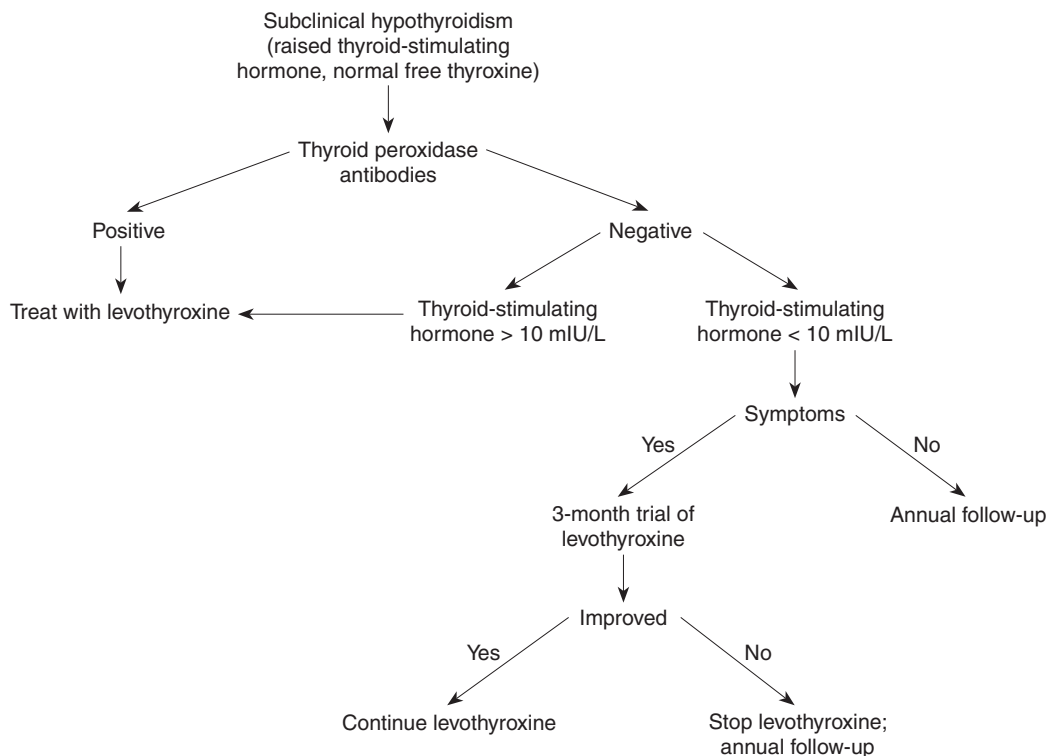 Subclinical hypothyroidism
(raised thyroid-stimulating
hormone, normal free thyroxine)
Thyroid peroxidase
antibodies
Positive
Negative
Treat with levothyroxine
Thyroid-stimulating
hormone > 10 mIU/L
Thyroid-stimulating
hormone < 10 mIU/L
Symptoms
Yes
No
3-month trial of
levothyroxine
Annual follow-up
Improved
Yes
No
Continue levothyroxine
Stop levothyroxine;
annual follow-up